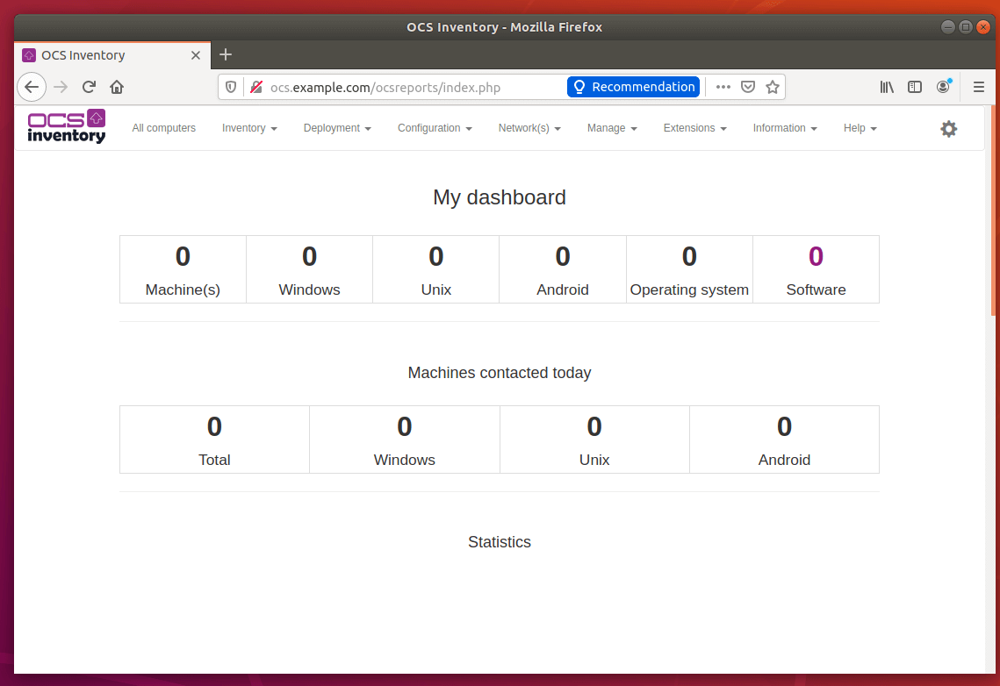 OCS Inventory - Mozilla Firefox
OCS Inventory
ocs.example.com/ocsreports/index.php
Recommendation
OCS
inventory
All computers Inventory Deployment Configuration Network(s) Manage Extensions Information Help
My dashboard
0 0 0 0 0 0
Machine(s) Windows Unix Android Operating system Software
Machines contacted today
0 0 0 0
Total Windows Unix Android
Statistics